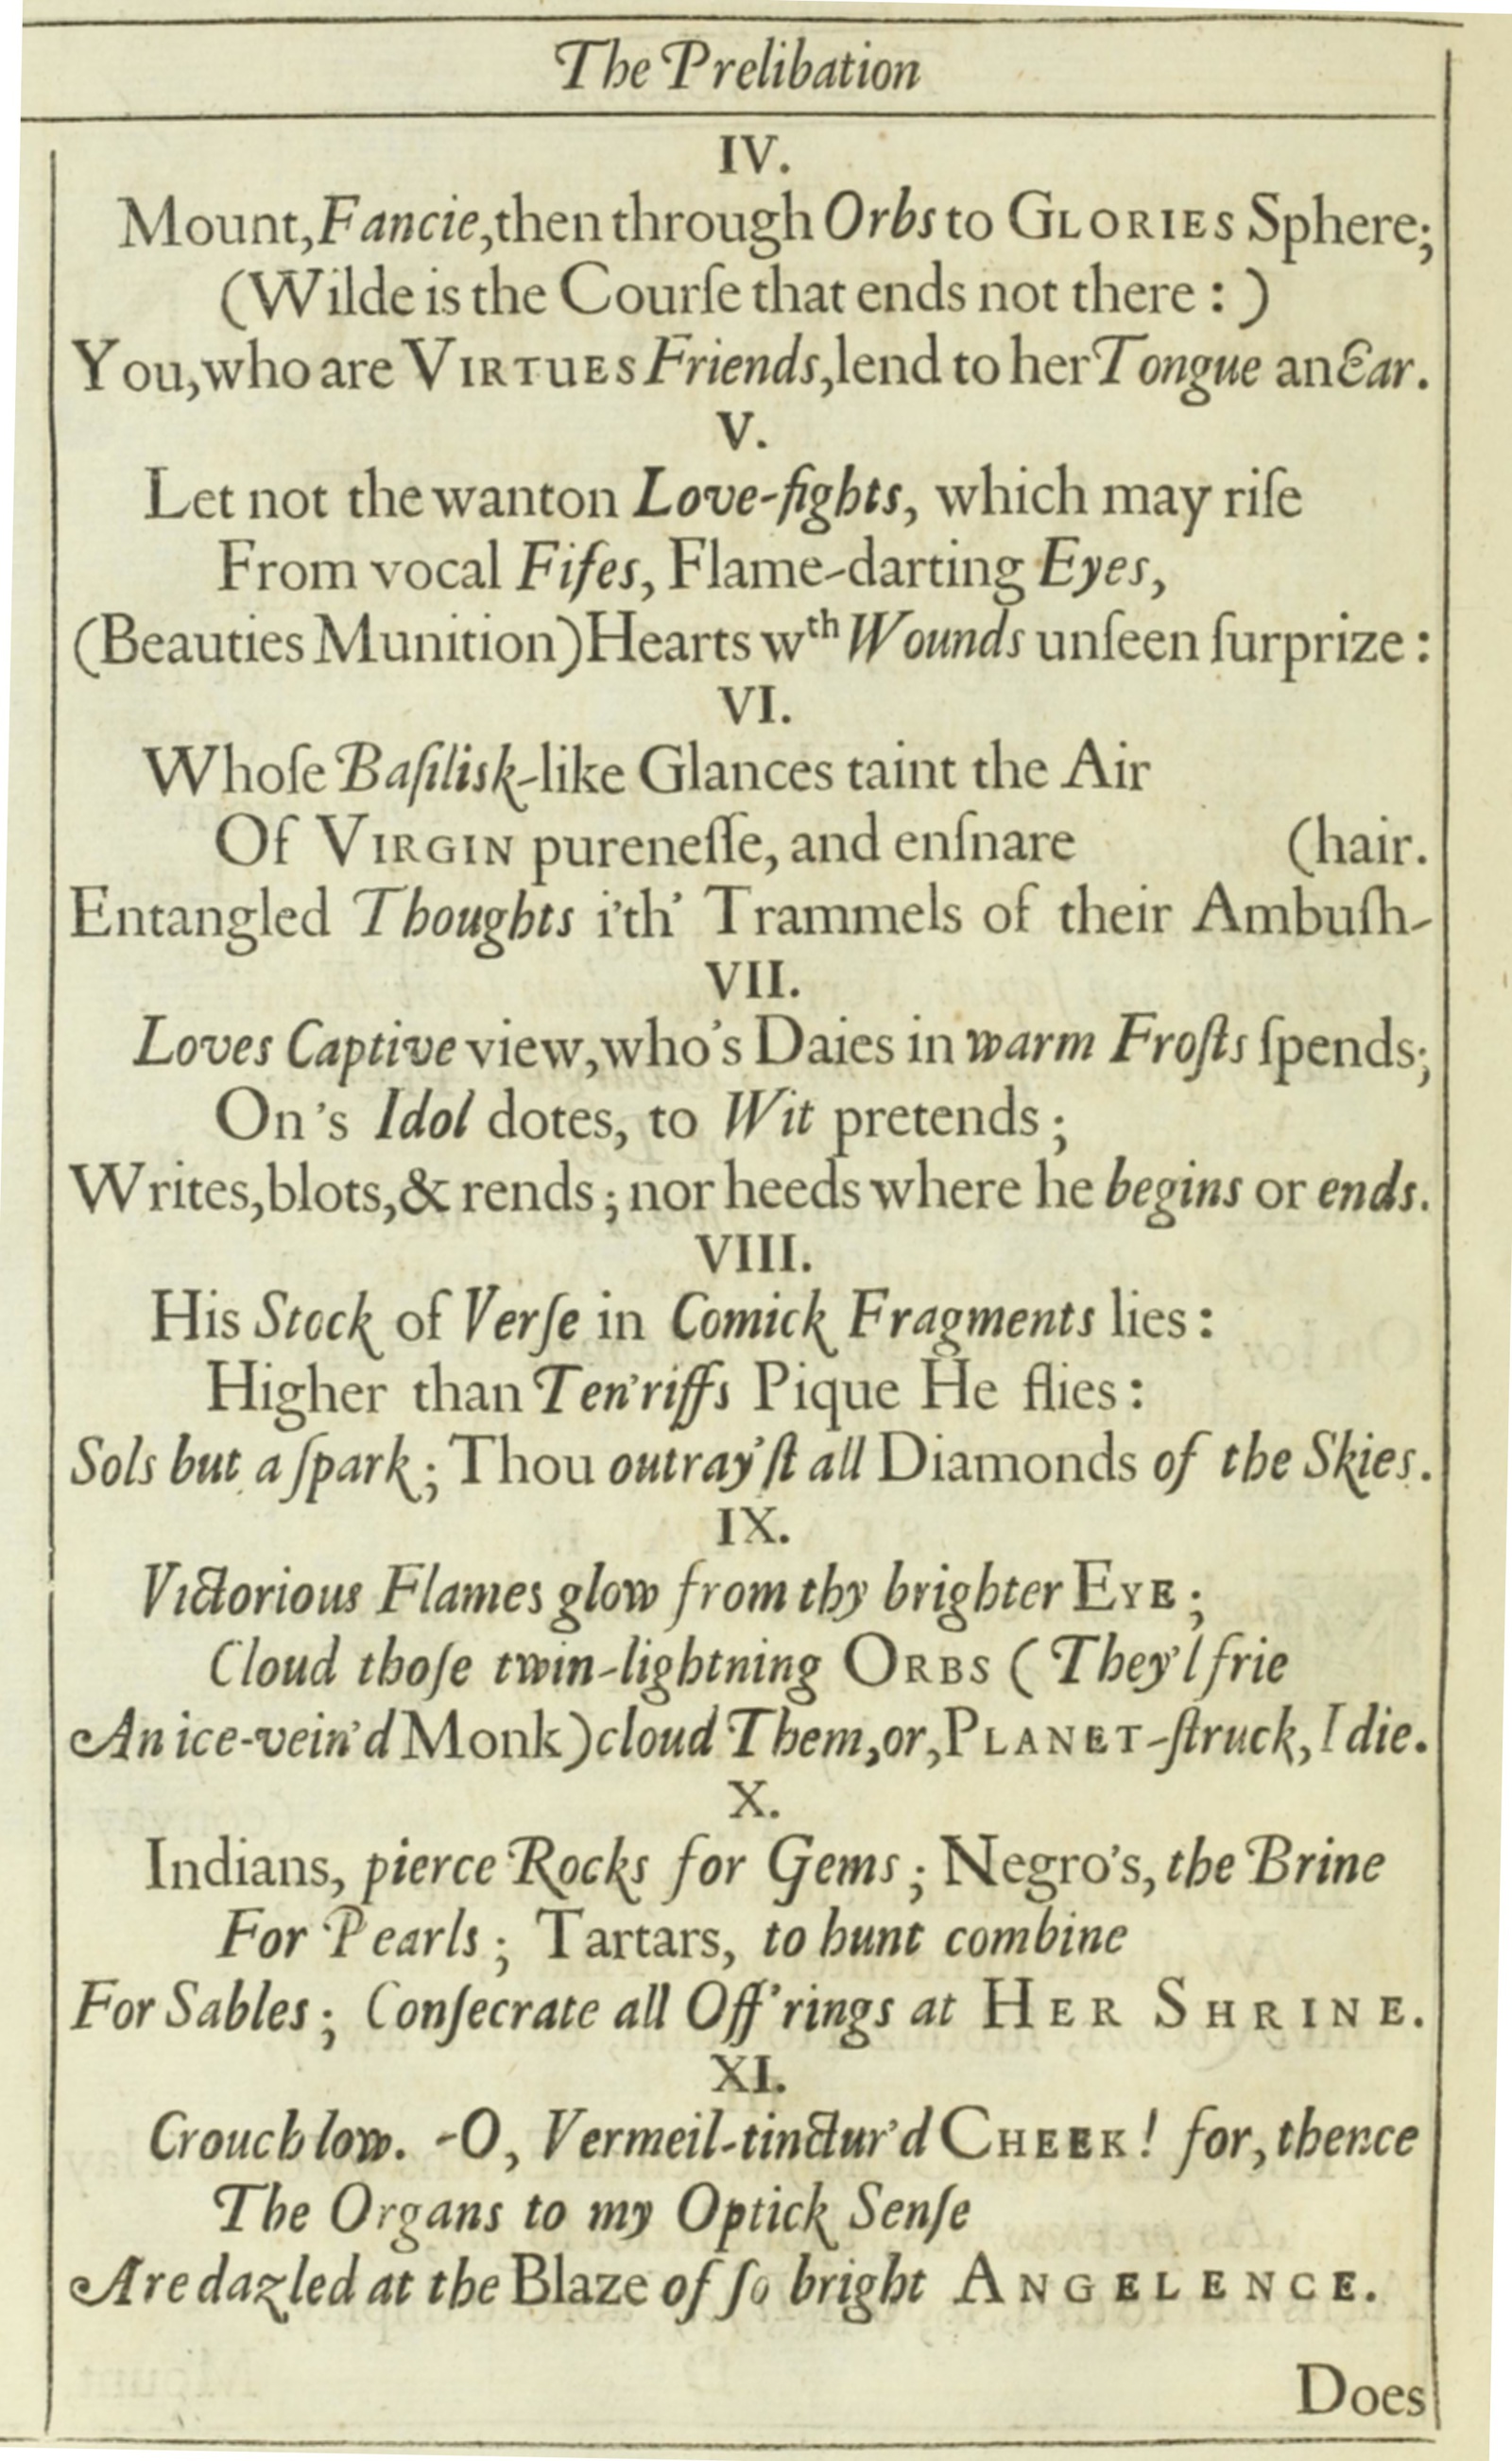 The Prelibation
IV.
Mount, Fancie, then through Orbs to GLORIES Sphere;
(Wilde is the Courſe that ends not there: )
You, who are VIRTUES Friends, lend to her Tongue an Ear.
V.
Let not the wanton Love-fights, which may riſe
From vocal Fifes, Flame-darting Eyes,
(Beauties Munition) Hearts wth Wounds unſeen ſurprize:
VI.
Whoſe Baſilisk-like Glances taint the Air
Of VIRGIN pureneſſe, and enſnare (hair.
Entangled Thoughts i'th' Trammels of their Ambuſh-
VII.
Loves Captive view, who's Daies in warm Froſts ſpends;
On's Idol dotes, to Wit pretends;
Writes, blots, & rends; nor heeds where he begins or ends.
VIII.
His Stock of Verſe in Comick Fragments lies:
Higher than Ten'riffs Pique He flies:
Sols but a ſpark; Thou outray'ſt all Diamonds of the Skies.
IX.
Victorious Flames glow from thy brighter EYE;
Cloud thoſe twin-lightning ORBS (They'l frie
An ice-vein'd Monk) cloud Them, or, PLANET-ſtruck, I die.
X.
Indians, pierce Rocks for Gems; Negro's, the Brine
For Pearls; Tartars, to hunt combine
For Sables; Conſecrate all Off'rings at HER SHRINE.
XI.
Crouch low. -O, Vermeil-tinctur'd CHEEK! for, thence
The Organs to my Optick Senſe
Are dazled at the Blaze of ſo bright ANGELENCE.
Does